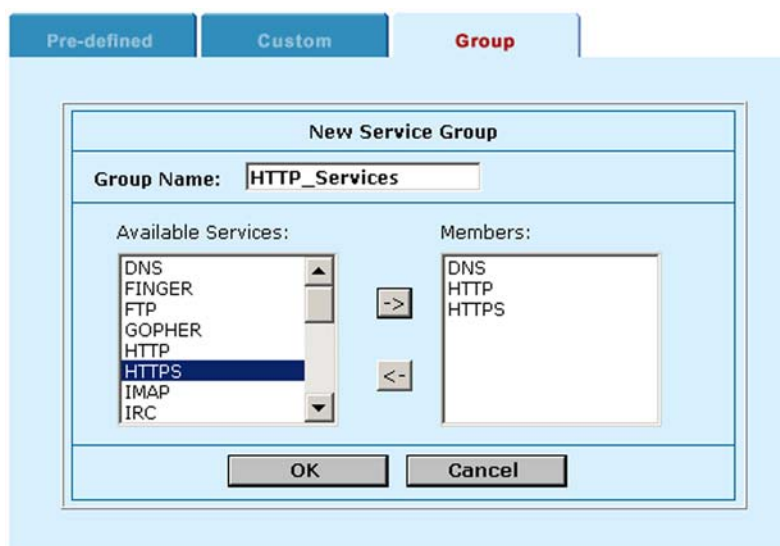 Pre-defined Custom Group
New Service Group
Group Name: HTTP_Services
Available Services:
DNS
FINGER
FTP
GOPHER
HTTP
HTTPS
IMAP
IRC
->
<-
Members:
DNS
HTTP
HTTPS
OK Cancel